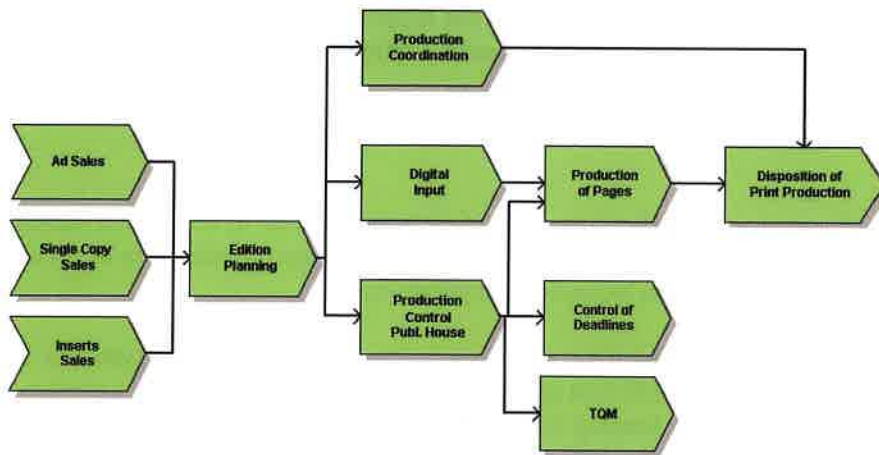 Production
Coordination
Ad Sales
Digital
Input
Production
of Pages
Disposition of
Print Production
Single Copy
Sales
Edition
Planning
Production
Control
Publ. House
Control of
Deadlines
Inserts
Sales
TQM